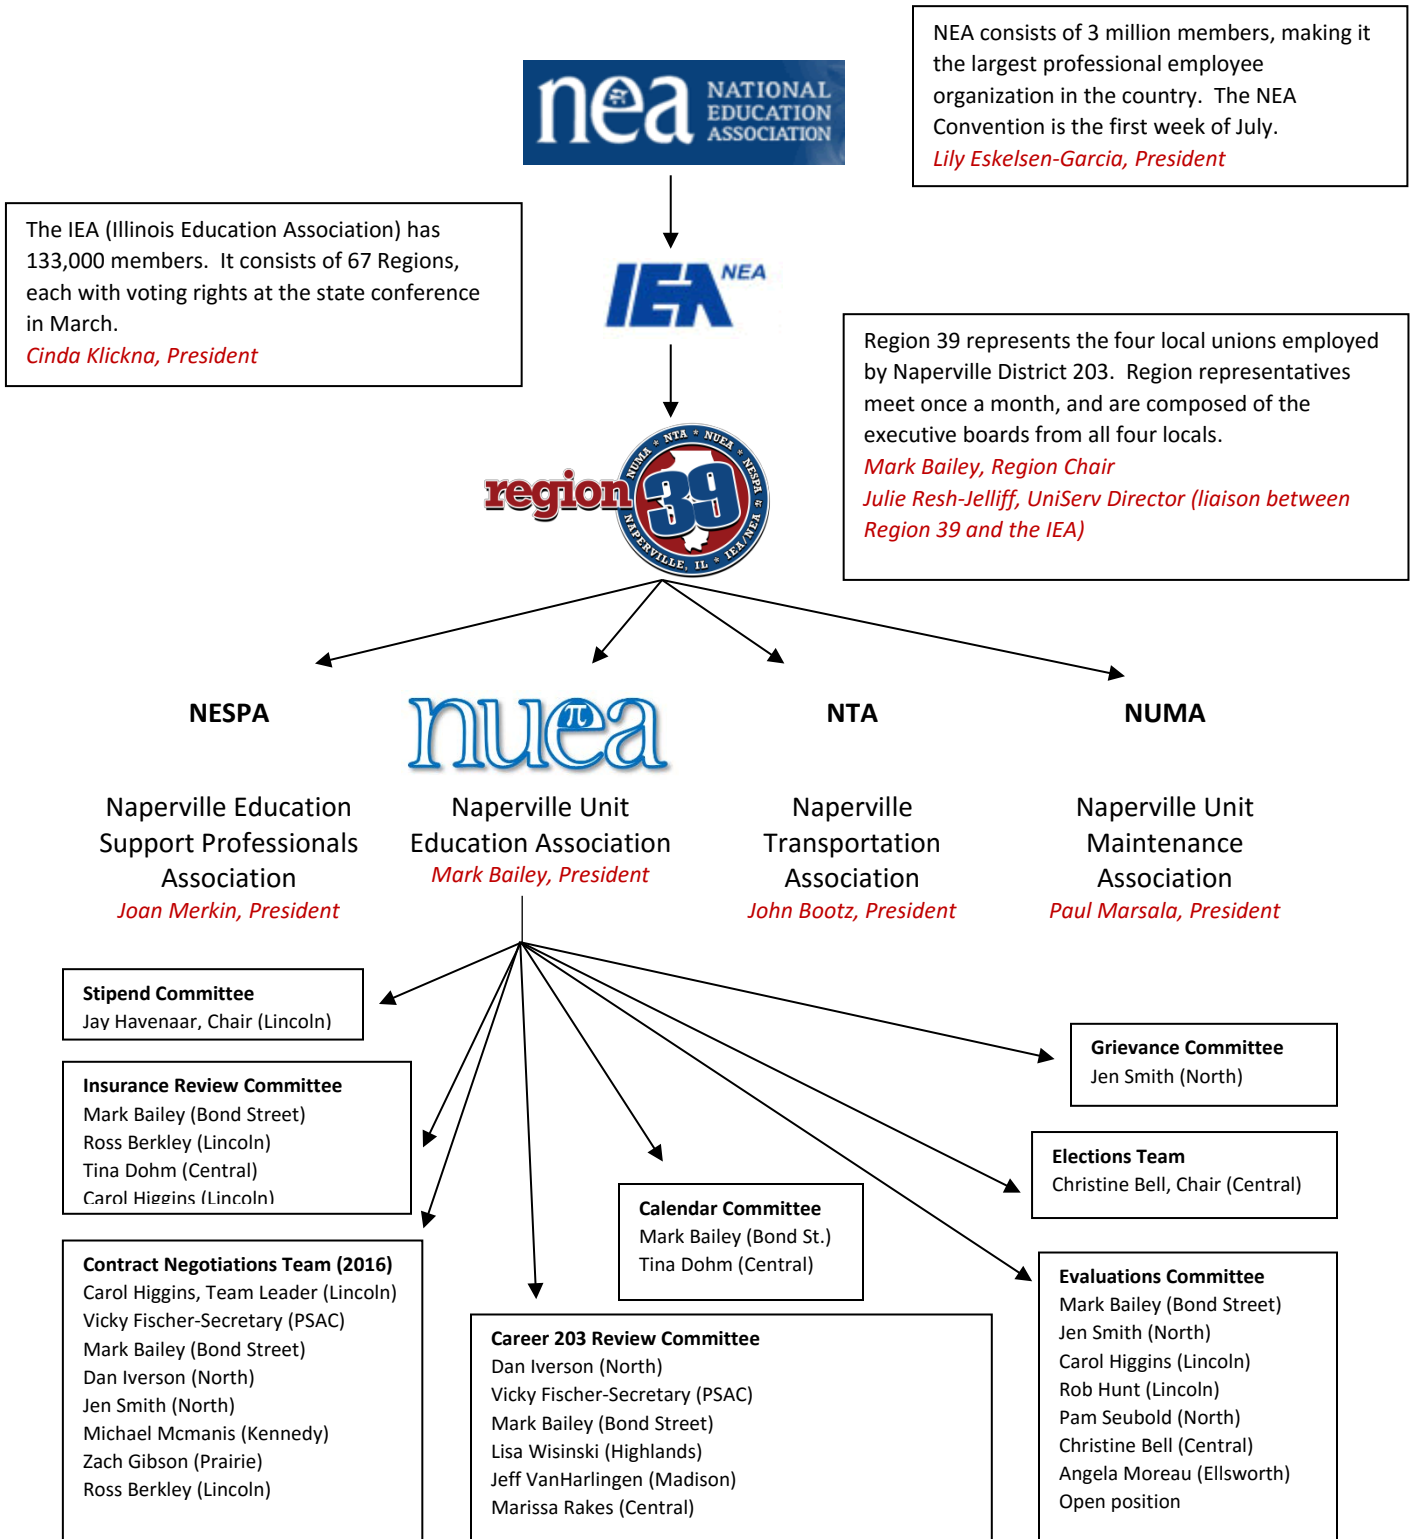 NEA consists of 3 million members, making it
the largest professional employee
organization in the country.  The NEA
Convention is the first week of July.
Lily Eskelsen-Garcia, President
nea NATIONAL
EDUCATION
ASSOCIATION
The IEA (Illinois Education Association) has
133,000 members.  It consists of 67 Regions,
each with voting rights at the state conference
in March.
Cinda Klickna, President
IEA NEA
Region 39 represents the four local unions employed
by Naperville District 203.  Region representatives
meet once a month, and are composed of the
executive boards from all four locals.
Mark Bailey, Region Chair
Julie Resh-Jelliff, UniServ Director (liaison between
Region 39 and the IEA)
region 39
NUMA * NTA * NUEA * NESPA *
NAPERVILLE, IL * IEA/NEA
NESPA
nuea
π
NTA
NUMA
Naperville Education
Support Professionals
Association
Joan Merkin, President
Naperville Unit
Education Association
Mark Bailey, President
Naperville
Transportation
Association
John Bootz, President
Naperville Unit
Maintenance
Association
Paul Marsala, President
Stipend Committee
Jay Havenaar, Chair (Lincoln)
Grievance Committee
Jen Smith (North)
Insurance Review Committee
Mark Bailey (Bond Street)
Ross Berkley (Lincoln)
Tina Dohm (Central)
Carol Higgins (Lincoln)
Elections Team
Christine Bell, Chair (Central)
Calendar Committee
Mark Bailey (Bond St.)
Tina Dohm (Central)
Contract Negotiations Team (2016)
Carol Higgins, Team Leader (Lincoln)
Vicky Fischer-Secretary (PSAC)
Mark Bailey (Bond Street)
Dan Iverson (North)
Jen Smith (North)
Michael Mcmanis (Kennedy)
Zach Gibson (Prairie)
Ross Berkley (Lincoln)
Career 203 Review Committee
Dan Iverson (North)
Vicky Fischer-Secretary (PSAC)
Mark Bailey (Bond Street)
Lisa Wisinski (Highlands)
Jeff VanHarlingen (Madison)
Marissa Rakes (Central)
Evaluations Committee
Mark Bailey (Bond Street)
Jen Smith (North)
Carol Higgins (Lincoln)
Rob Hunt (Lincoln)
Pam Seubold (North)
Christine Bell (Central)
Angela Moreau (Ellsworth)
Open position